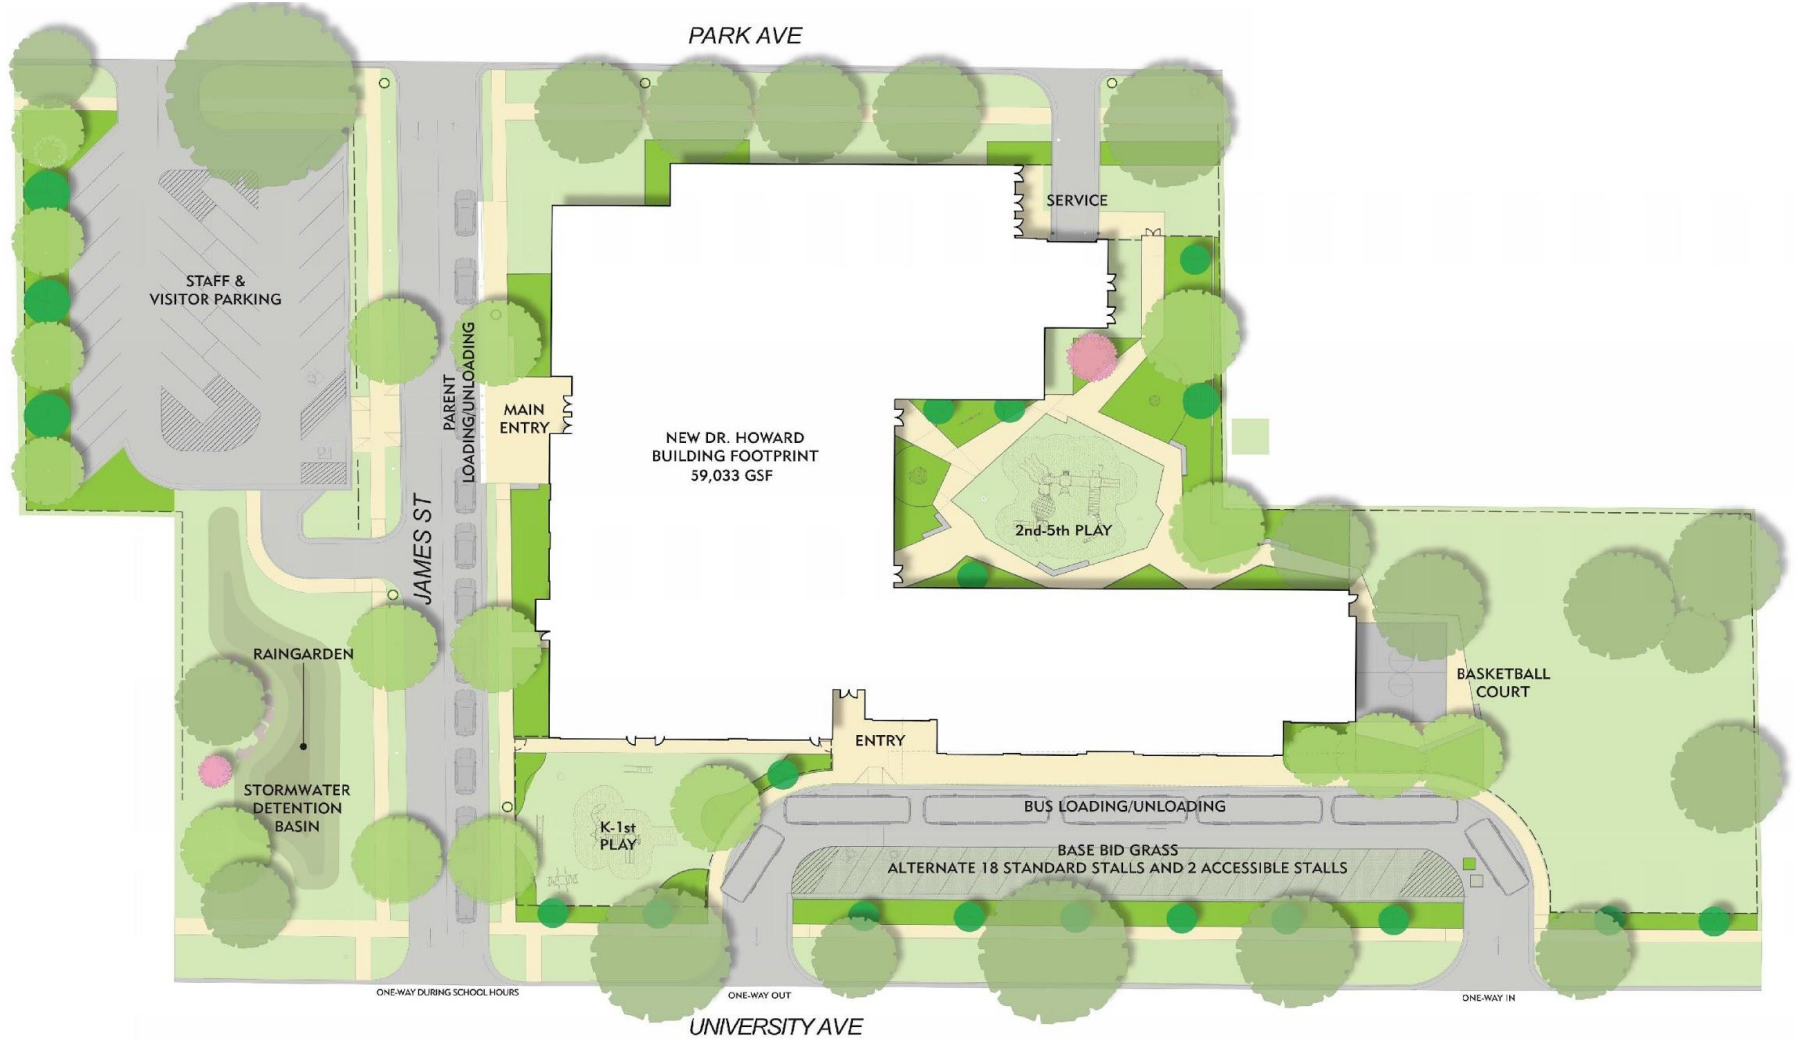 PARK AVE
SERVICE
STAFF &
VISITOR PARKING
PARENT
LOADING/UNLOADING
MAIN
ENTRY
NEW DR. HOWARD
BUILDING FOOTPRINT
59,033 GSF
2nd-5th PLAY
JAMES ST
RAINGARDEN
BASKETBALL
COURT
ENTRY
STORMWATER
DETENTION
BASIN
K-1st
PLAY
BUS LOADING/UNLOADING
BASE BID GRASS
ALTERNATE 18 STANDARD STALLS AND 2 ACCESSIBLE STALLS
ONE-WAY DURING SCHOOL HOURS
ONE-WAY OUT
ONE-WAY IN
UNIVERSITY AVE